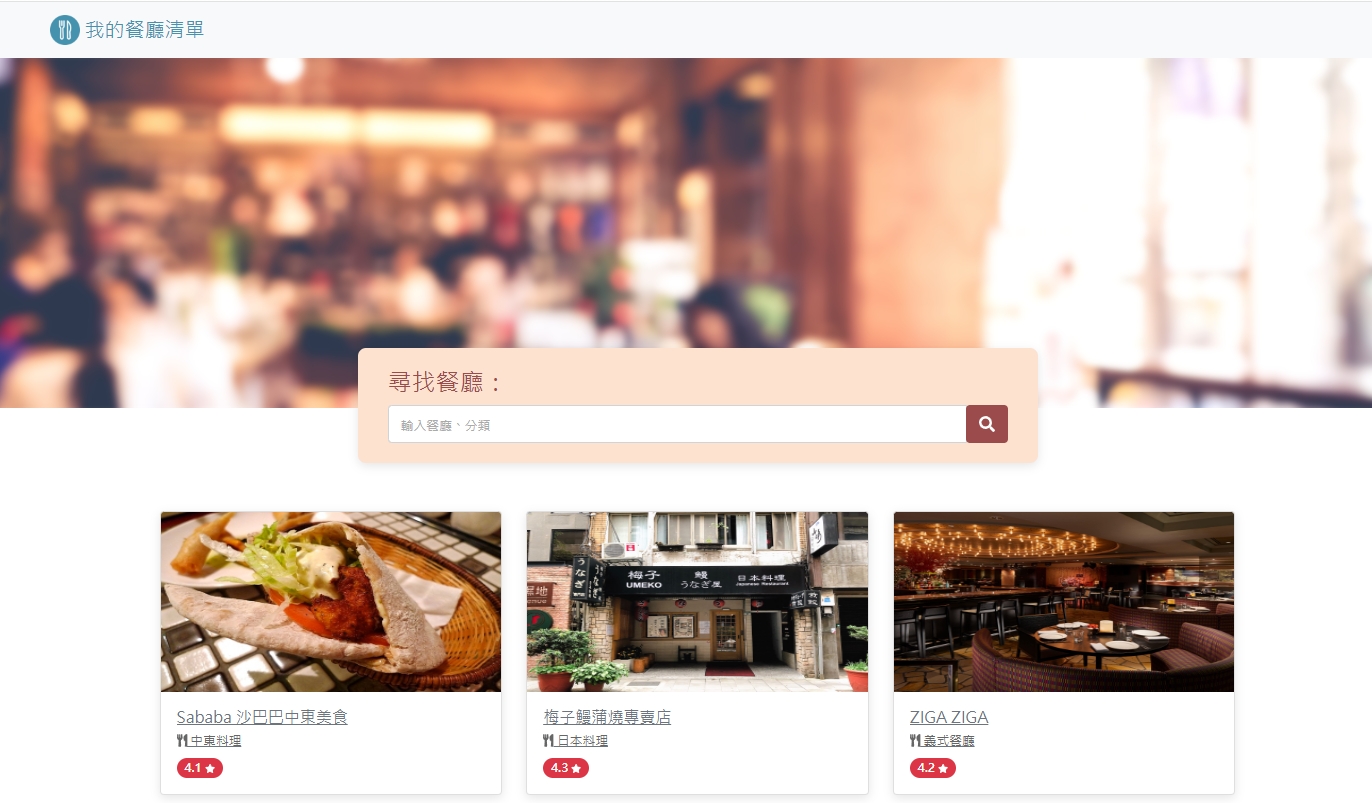 我的餐廳清單
尋找餐廳：
輸入餐廳、分類
うなぎ
梅子 鰻 日本料理
UMEKO うなぎ屋 Japanese Restaurant
Sababa 沙巴巴中東美食
中東料理
4.1
梅子鰻蒲燒專賣店
日本料理
4.3
ZIGA ZIGA
義式餐廳
4.2